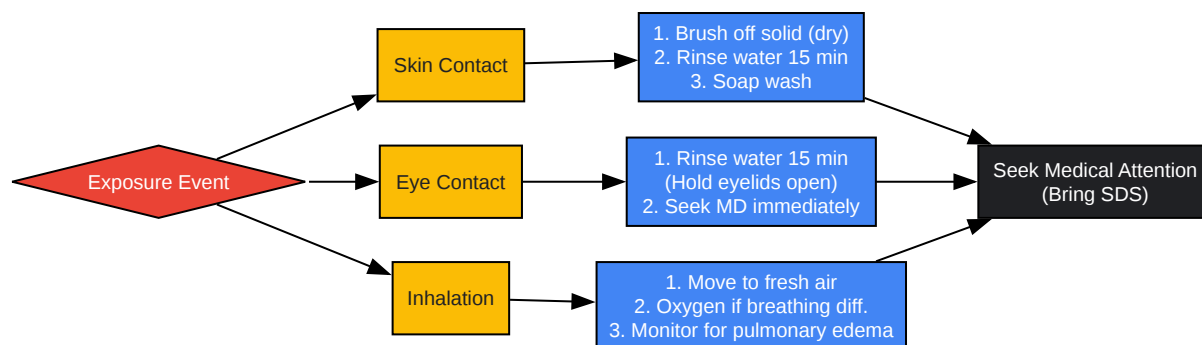 Exposure Event
Skin Contact
1. Brush off solid (dry)
2. Rinse water 15 min
3. Soap wash
Eye Contact
1. Rinse water 15 min
(Hold eyelids open)
2. Seek MD immediately
Inhalation
1. Move to fresh air
2. Oxygen if breathing diff.
3. Monitor for pulmonary edema
Seek Medical Attention
(Bring SDS)